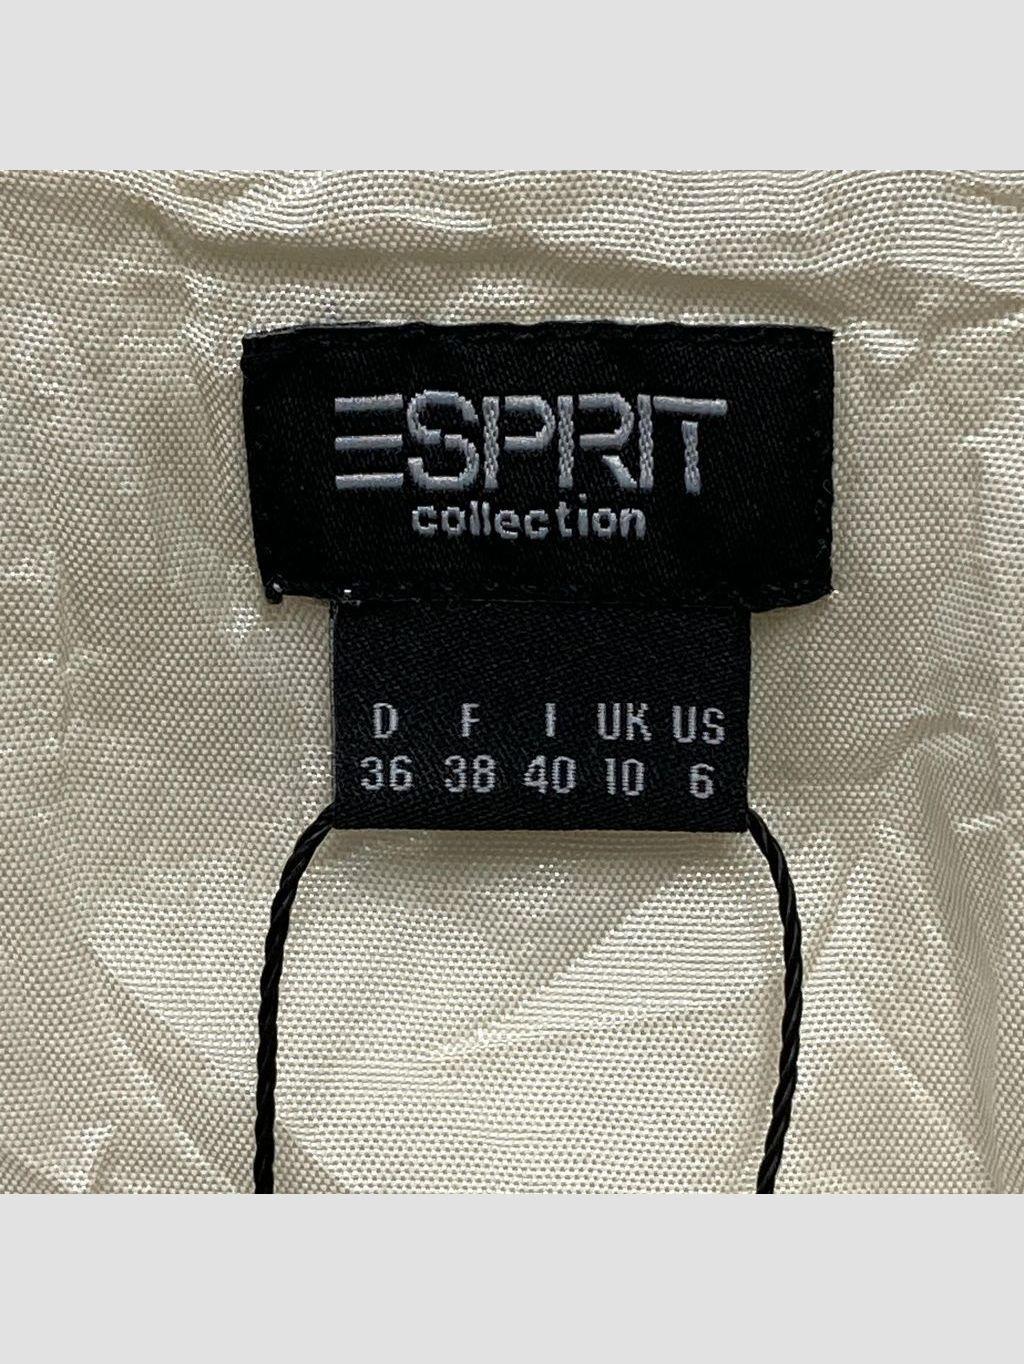 ESPRIT
collection
D F I UK US
36 38 40 10 6